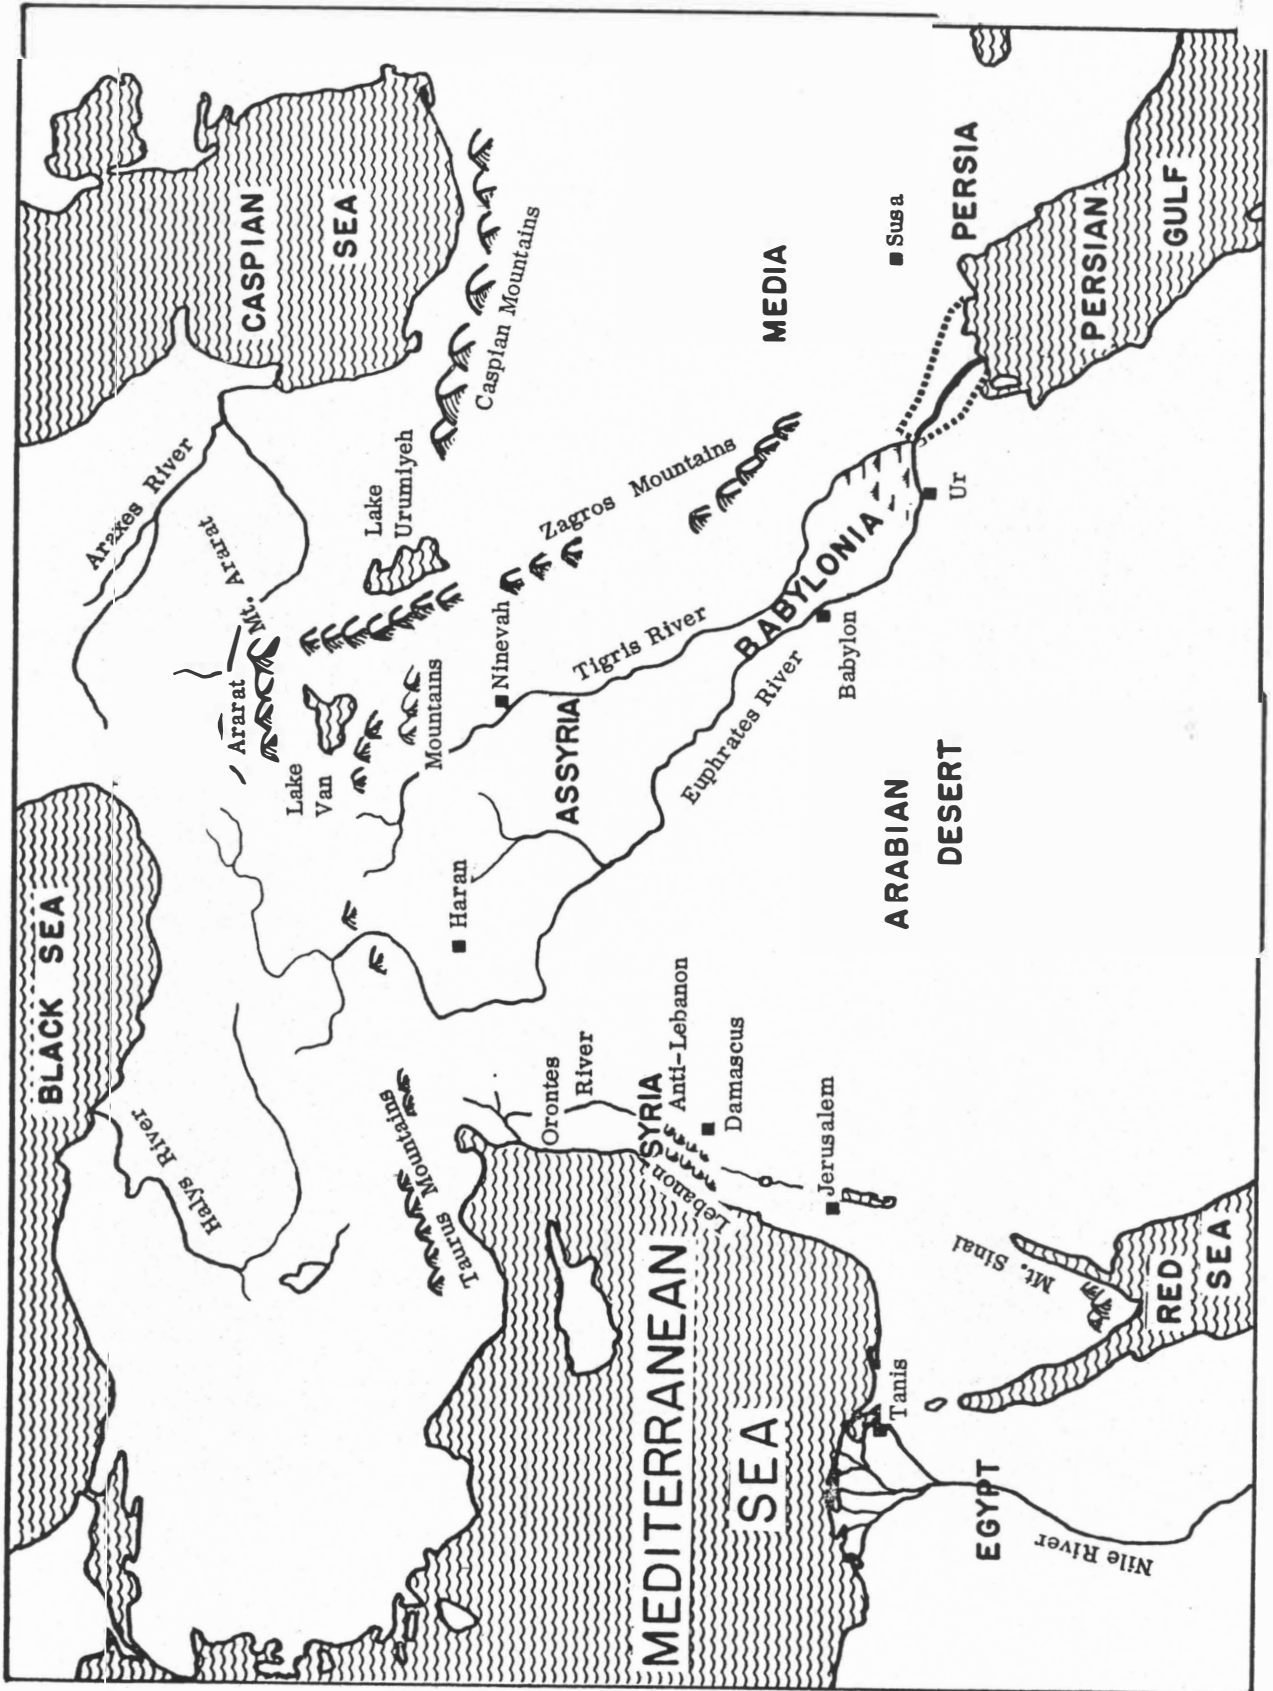 BLACK SEA
CASPIAN
SEA
Araxes River
Mt. Ararat
Ararat
Halys River
Lake
Van
Lake
Urumiyeh
Caspian Mountains
Mountains
Taurus Mountains
Zagros Mountains
Haran
Ninevah
Tigris River
ASSYRIA
MEDIA
Orontes
River
SYRIA
Anti-Lebanon
Lebanon
Damascus
Euphrates River
BABYLONIA
Babylon
Susa
PERSIA
Ur
MEDITERRANEAN
SEA
Jerusalem
ARABIAN
DESERT
PERSIAN
GULF
Tanis
EGYPT
Nile River
Mt. Sinai
RED
SEA